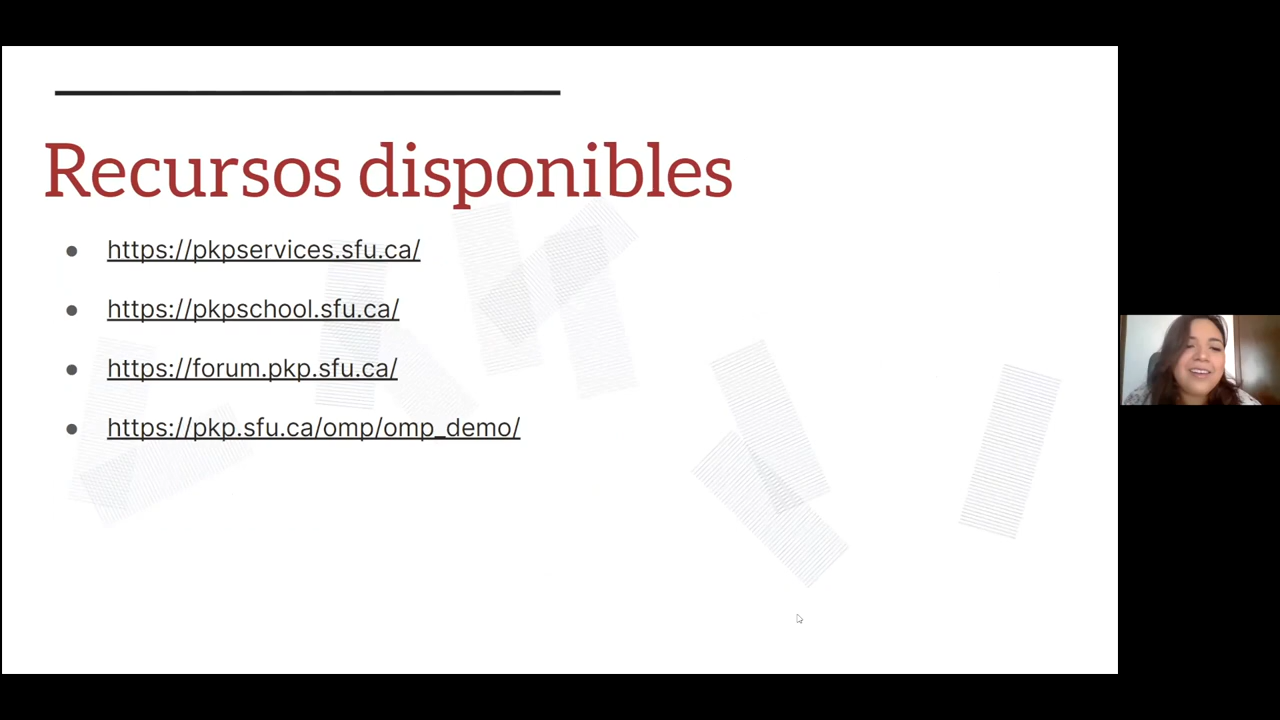 Recursos disponibles
https://pkpservices.sfu.ca/
https://pkpschool.sfu.ca/
https://forum.pkp.sfu.ca/
https://pkp.sfu.ca/omp/omp_demo/